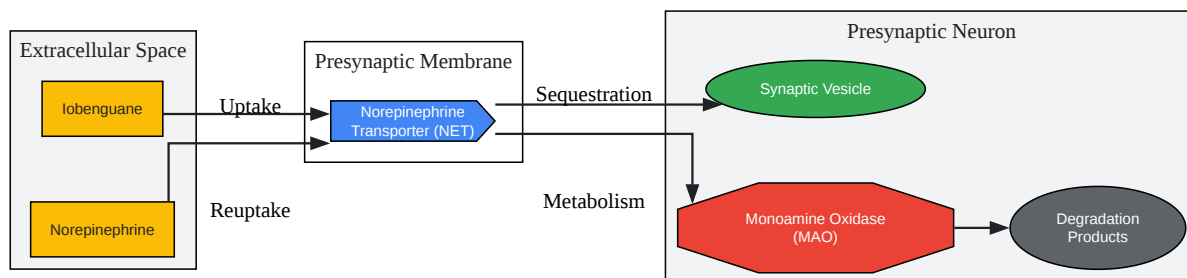 Extracellular Space
Iobenguane
Norepinephrine
Uptake
Reuptake
Presynaptic Membrane
Norepinephrine
Transporter (NET)
Sequestration
Metabolism
Presynaptic Neuron
Synaptic Vesicle
Monoamine Oxidase
(MAO)
Degradation
Products